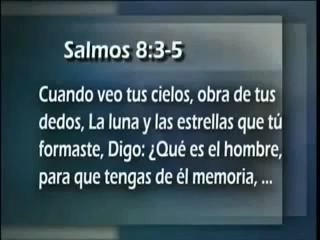 Salmos 8:3-5
Cuando veo tus cielos, obra de tus
dedos, La luna y las estrellas que tú
formaste, Digo: ¿Qué es el hombre,
para que tengas de él memoria, ...